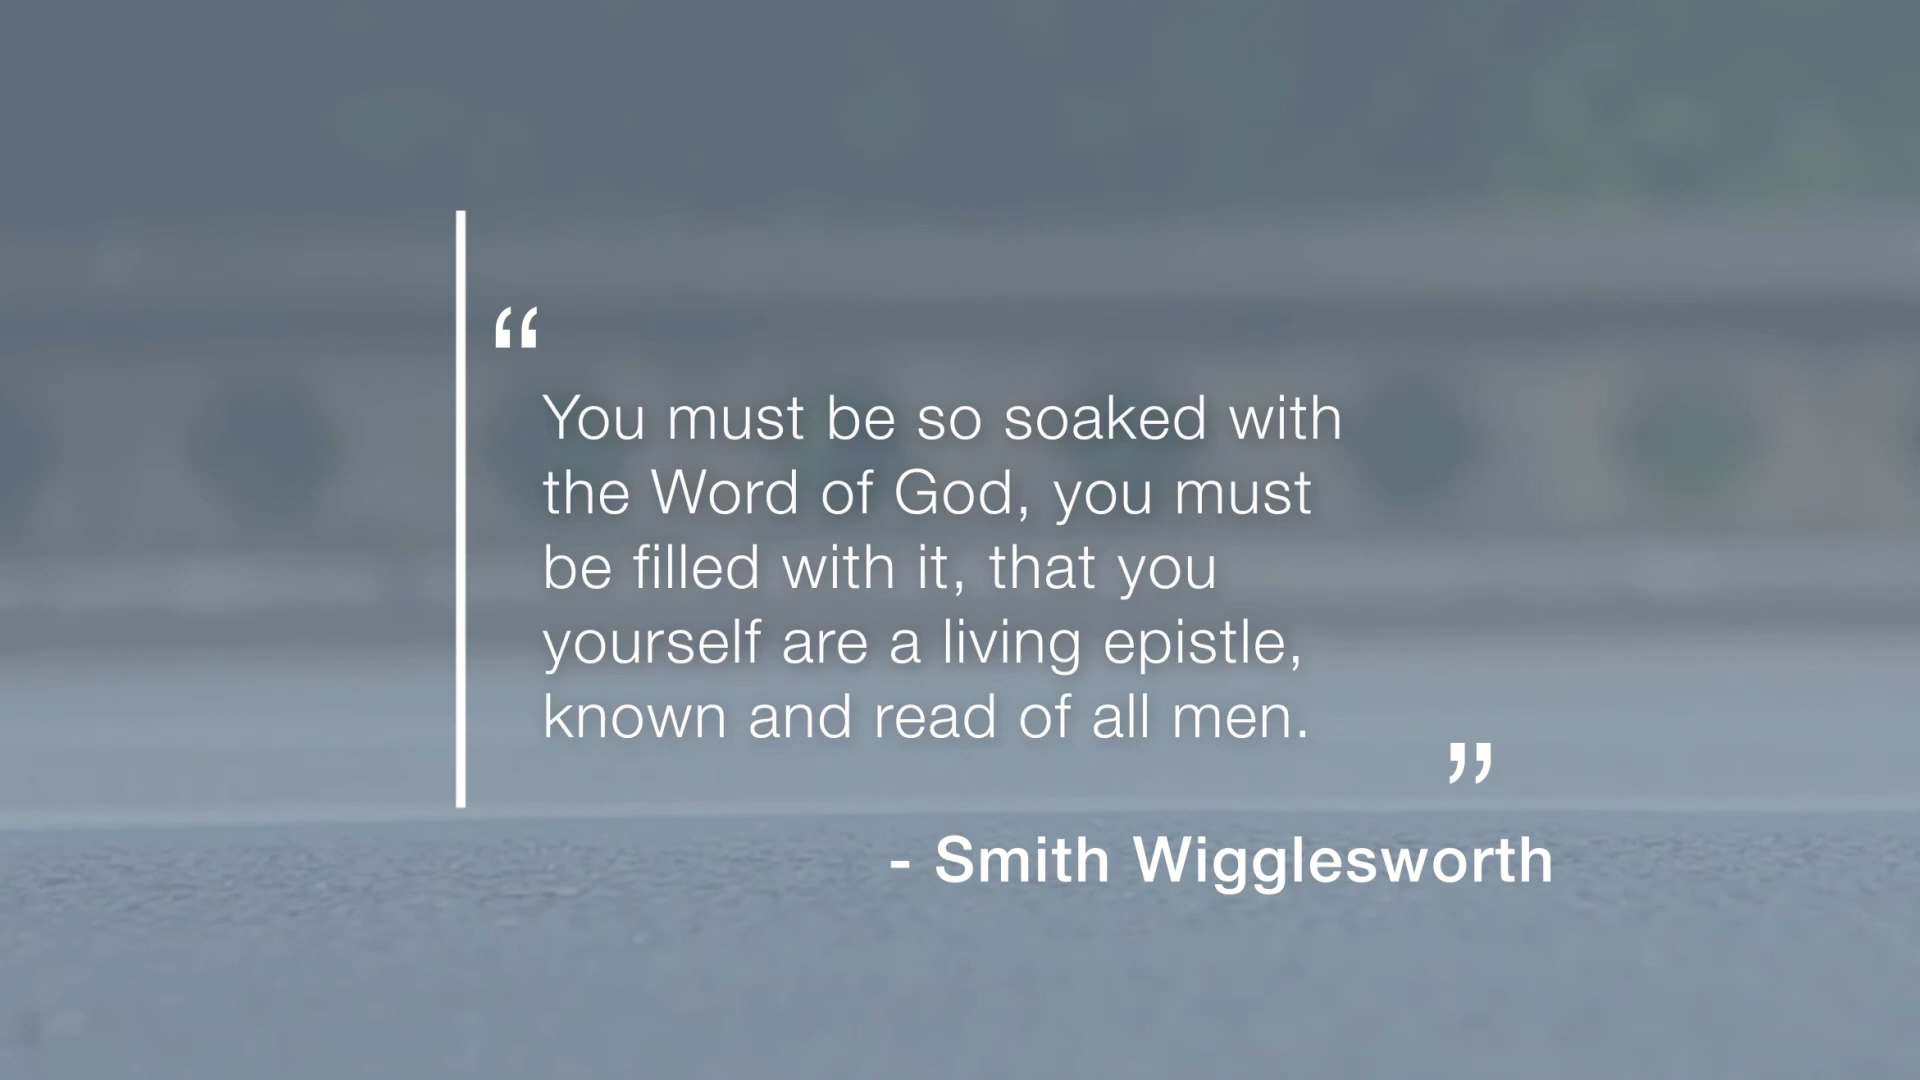 “
You must be so soaked with
the Word of God, you must
be filled with it, that you
yourself are a living epistle,
known and read of all men.
”
- Smith Wigglesworth